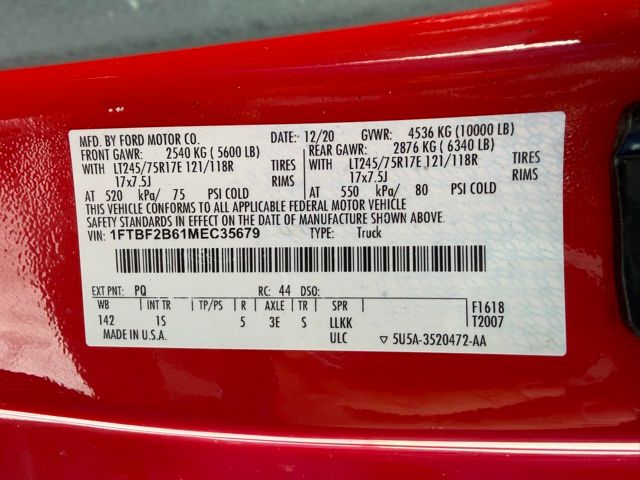 MFD. BY FORD MOTOR CO. DATE: 12/20 GVWR: 4536 KG (10000 LB)
FRONT GAWR: 2540 KG ( 5600 LB) REAR GAWR: 2876 KG ( 6340 LB)
WITH LT245/75R17E 121/118R TIRES WITH LT245/75R17E 121/118R TIRES
17x7.5J RIMS 17x7.5J RIMS
AT 520 kPa/ 75 PSI COLD AT 550 kPa/ 80 PSI COLD
THIS VEHICLE CONFORMS TO ALL APPLICABLE FEDERAL MOTOR VEHICLE
SAFETY STANDARDS IN EFFECT ON THE DATE OF MANUFACTURE SHOWN ABOVE.
VIN: 1FTBF2B61MEC35679 TYPE: Truck
EXT PNT: PQ RC: 44 DSO:
WB INT TR TP/PS R AXLE TR SPR F1618
142 1S 5 3E S LLKK T2007
MADE IN U.S.A. ULC ▽ 5U5A-3520472-AA